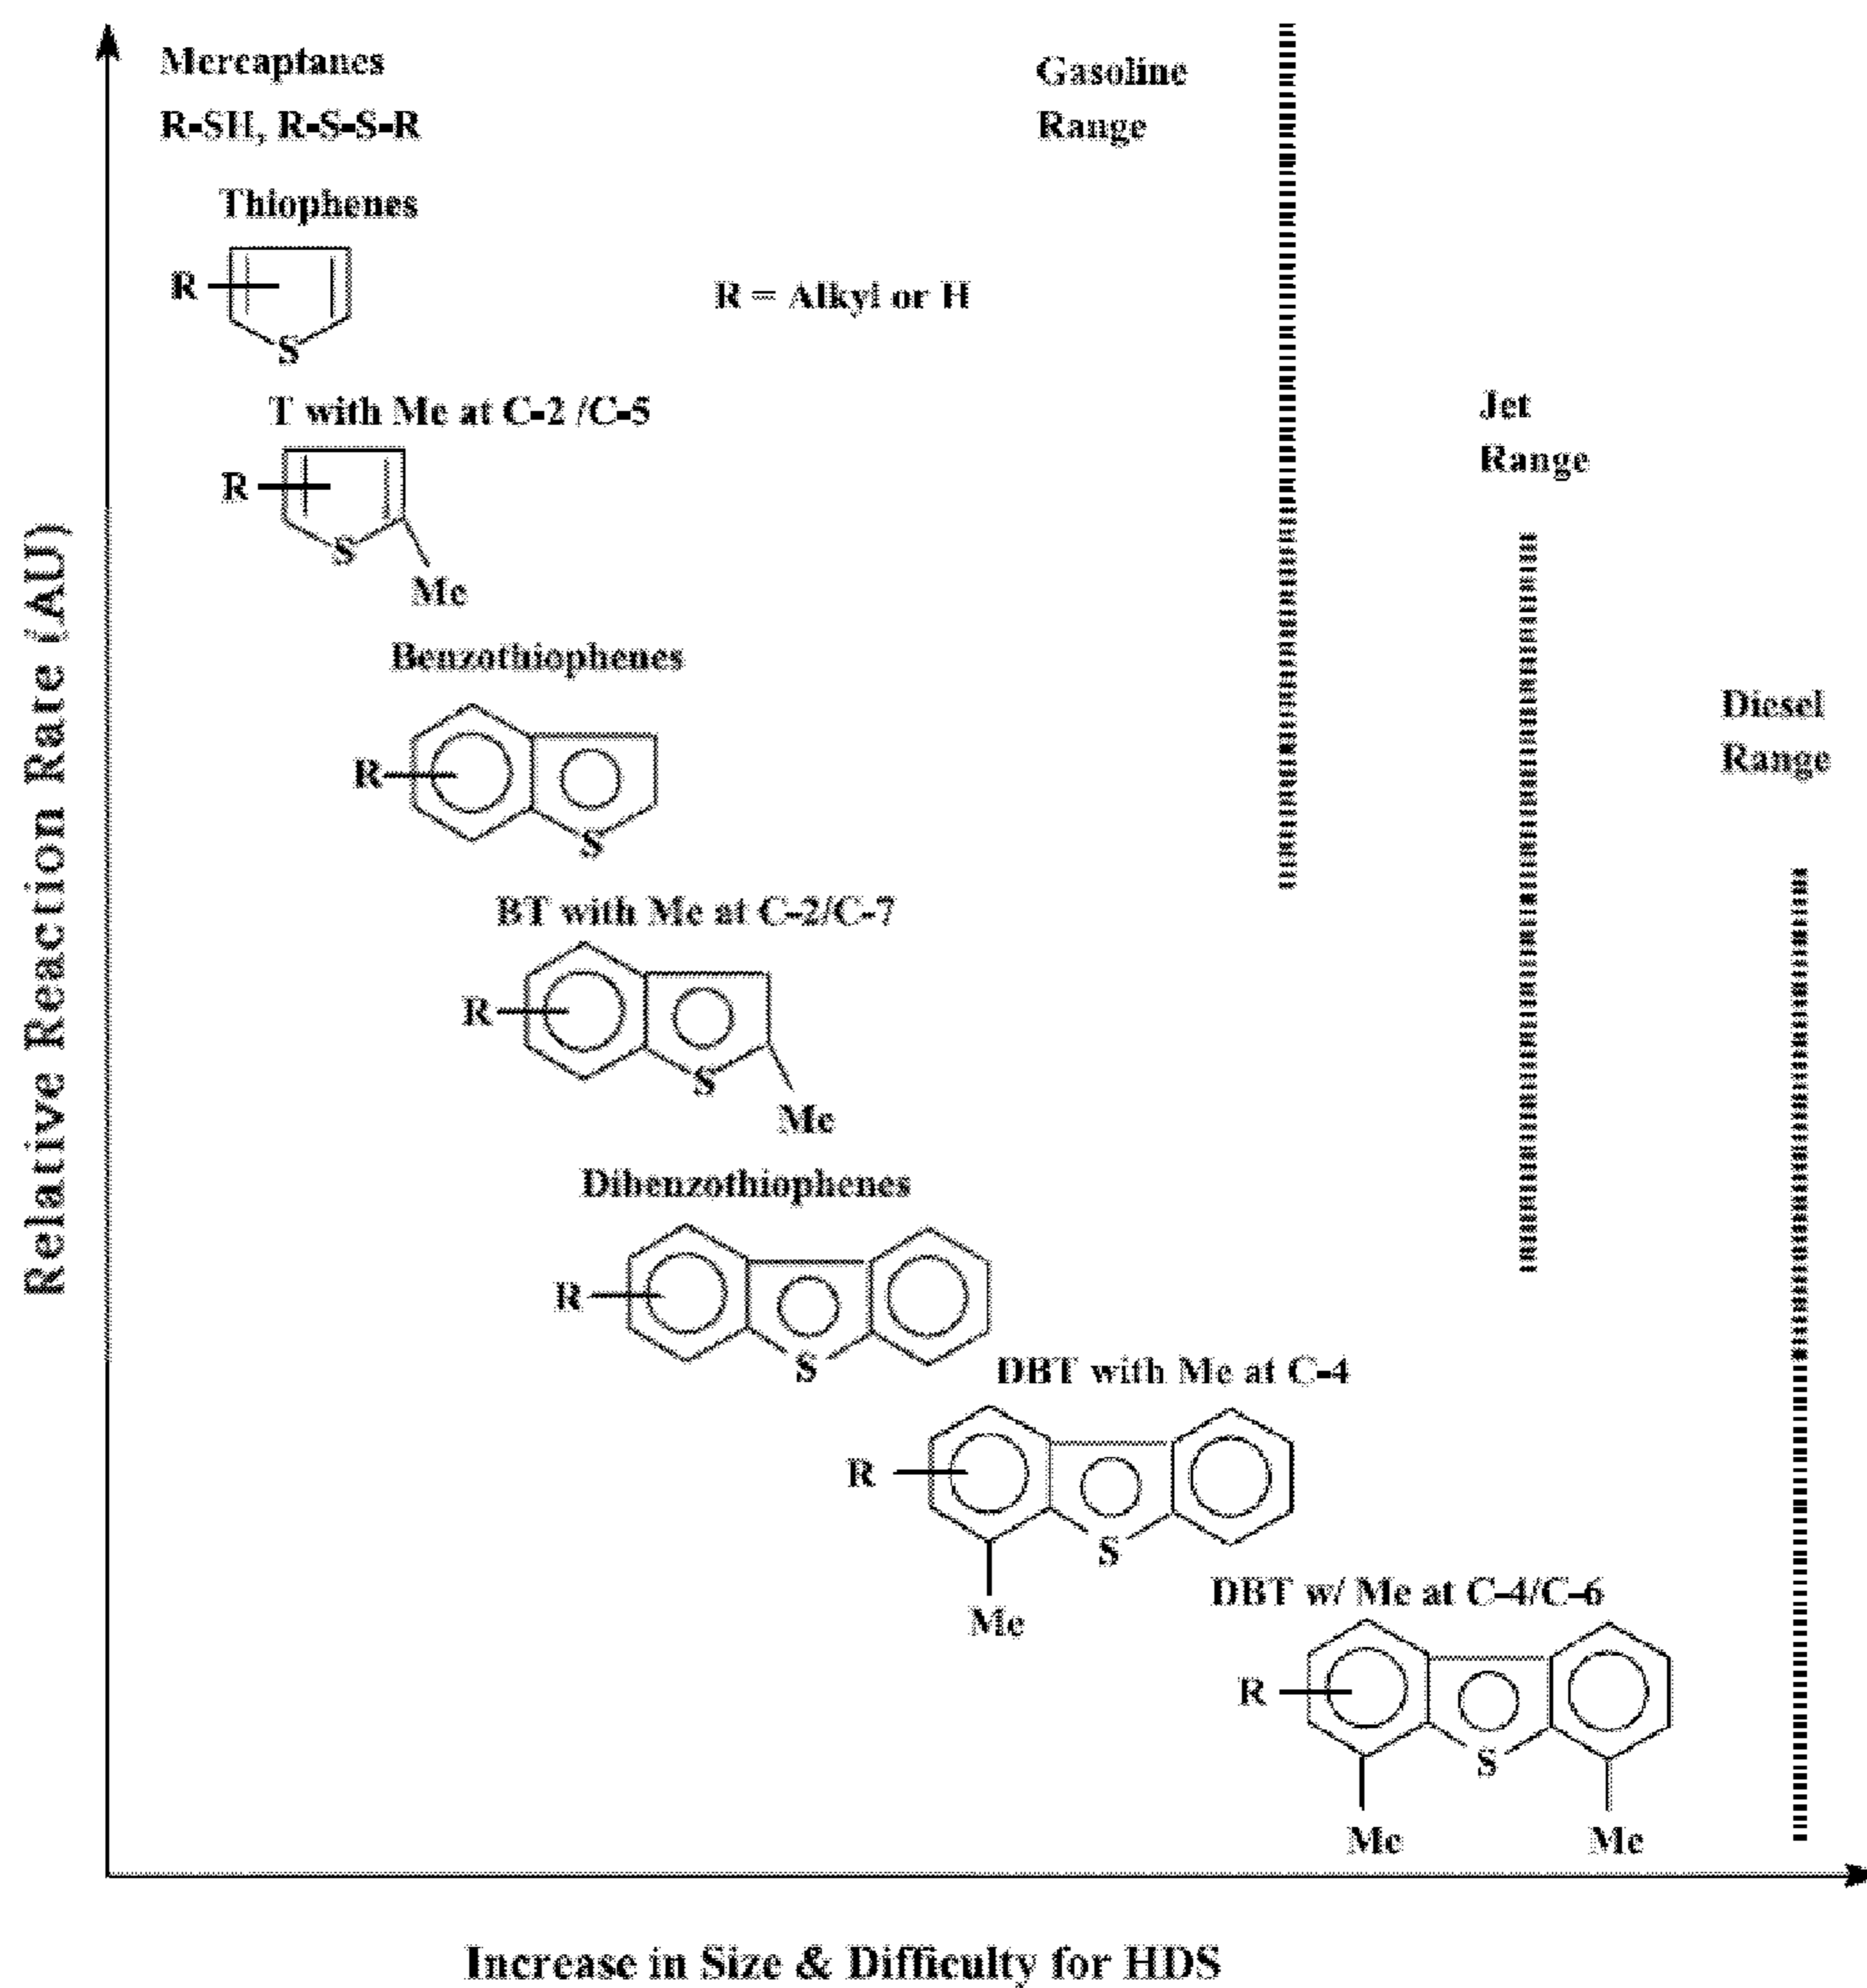 Mercaptanes
R-SH, R-S-S-R
Gasoline
Range
Thiophenes
R
S
R = Alkyl or H
T with Me at C-2 /C-5
R
S
Me
Jet
Range
Benzothiophenes
R
S
Diesel
Range
BT with Me at C-2/C-7
R
S
Me
Dibenzothiophenes
R
S
DBT with Me at C-4
R
S
Me
DBT w/ Me at C-4/C-6
R
S
Me Me
Relative Reaction Rate (AU)
Increase in Size & Difficulty for HDS